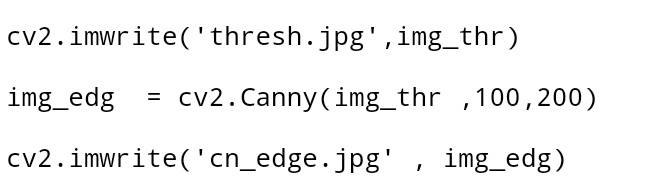 cv2.imwrite('thresh.jpg',img_thr)
img_edg  = cv2.Canny(img_thr ,100,200)
cv2.imwrite('cn_edge.jpg' , img_edg)